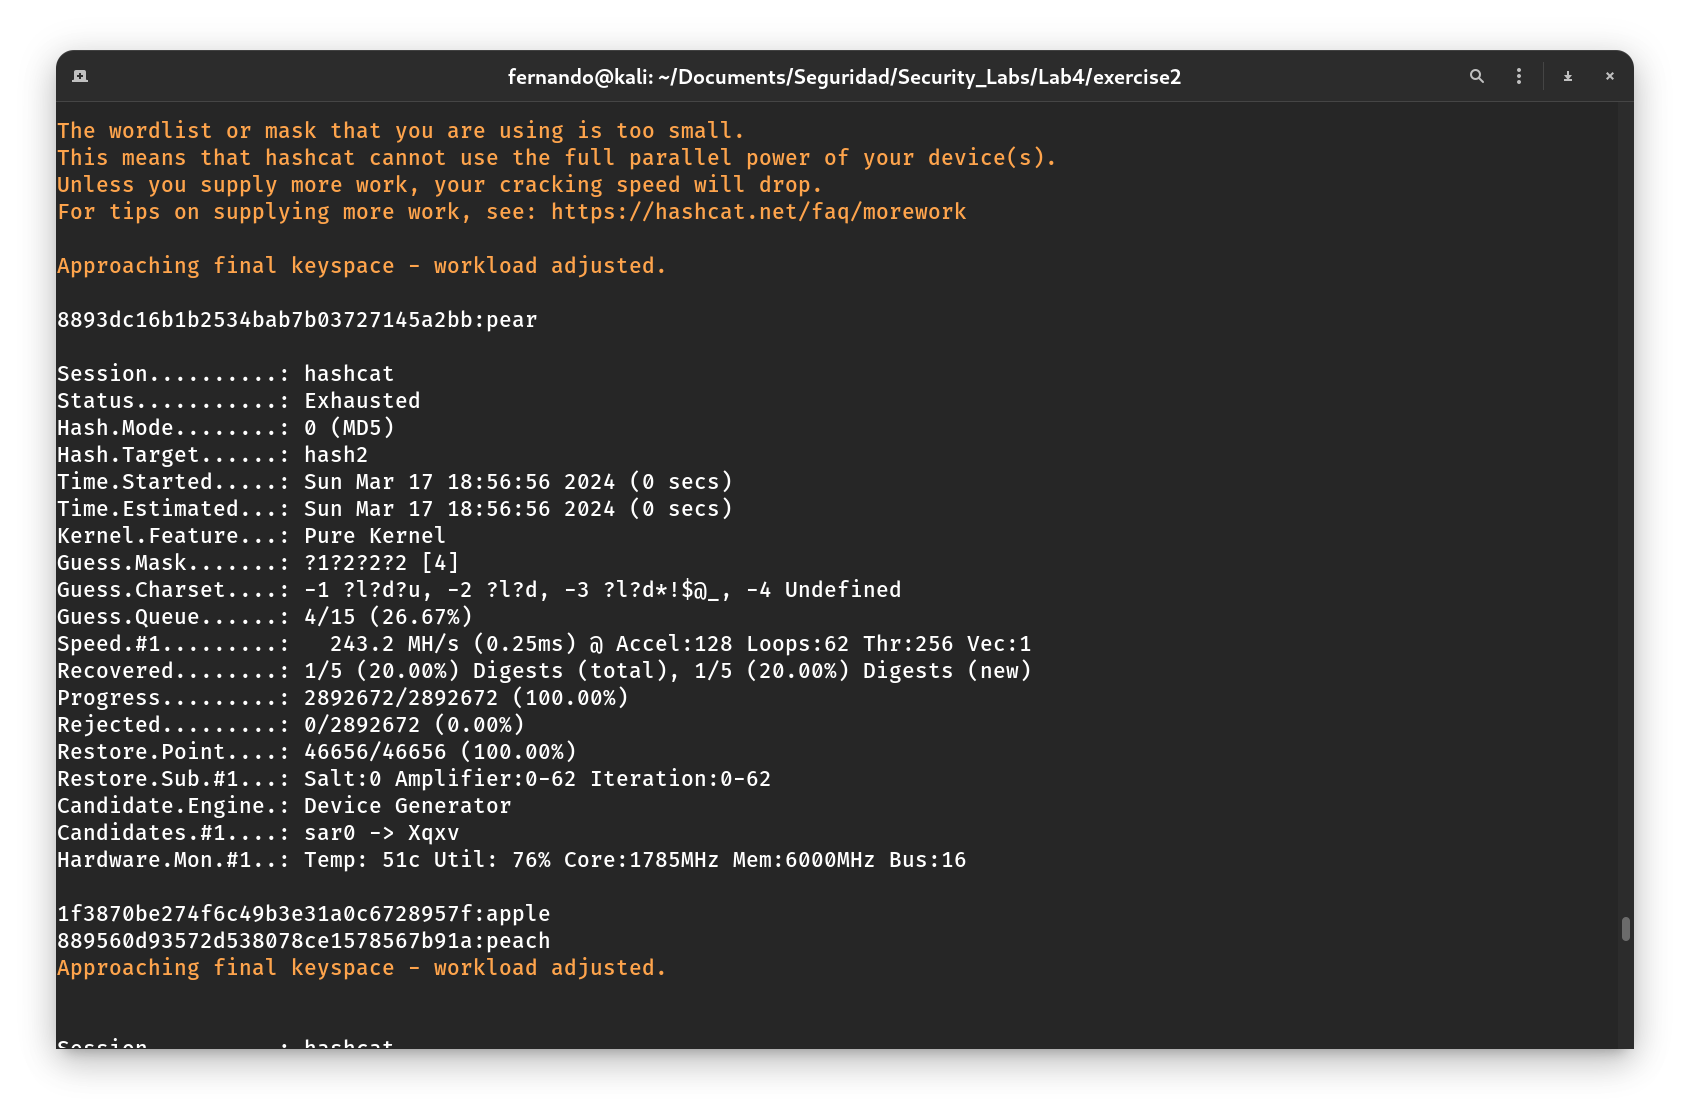 fernando@kali: ~/Documents/Seguridad/Security_Labs/Lab4/exercise2
The wordlist or mask that you are using is too small.
This means that hashcat cannot use the full parallel power of your device(s).
Unless you supply more work, your cracking speed will drop.
For tips on supplying more work, see: https://hashcat.net/faq/morework
Approaching final keyspace - workload adjusted.
8893dc16b1b2534bab7b03727145a2bb:pear
Session..........: hashcat
Status...........: Exhausted
Hash.Mode........: 0 (MD5)
Hash.Target......: hash2
Time.Started.....: Sun Mar 17 18:56:56 2024 (0 secs)
Time.Estimated...: Sun Mar 17 18:56:56 2024 (0 secs)
Kernel.Feature...: Pure Kernel
Guess.Mask.......: ?1?2?2?2 [4]
Guess.Charset....: -1 ?l?d?u, -2 ?l?d, -3 ?l?d*!$@_, -4 Undefined
Guess.Queue......: 4/15 (26.67%)
Speed.#1.........:   243.2 MH/s (0.25ms) @ Accel:128 Loops:62 Thr:256 Vec:1
Recovered........: 1/5 (20.00%) Digests (total), 1/5 (20.00%) Digests (new)
Progress.........: 2892672/2892672 (100.00%)
Rejected.........: 0/2892672 (0.00%)
Restore.Point....: 46656/46656 (100.00%)
Restore.Sub.#1...: Salt:0 Amplifier:0-62 Iteration:0-62
Candidate.Engine.: Device Generator
Candidates.#1....: sar0 -> Xqxv
Hardware.Mon.#1..: Temp: 51c Util: 76% Core:1785MHz Mem:6000MHz Bus:16
1f3870be274f6c49b3e31a0c6728957f:apple
889560d93572d538078ce1578567b91a:peach
Approaching final keyspace - workload adjusted.
Session..........: hashcat